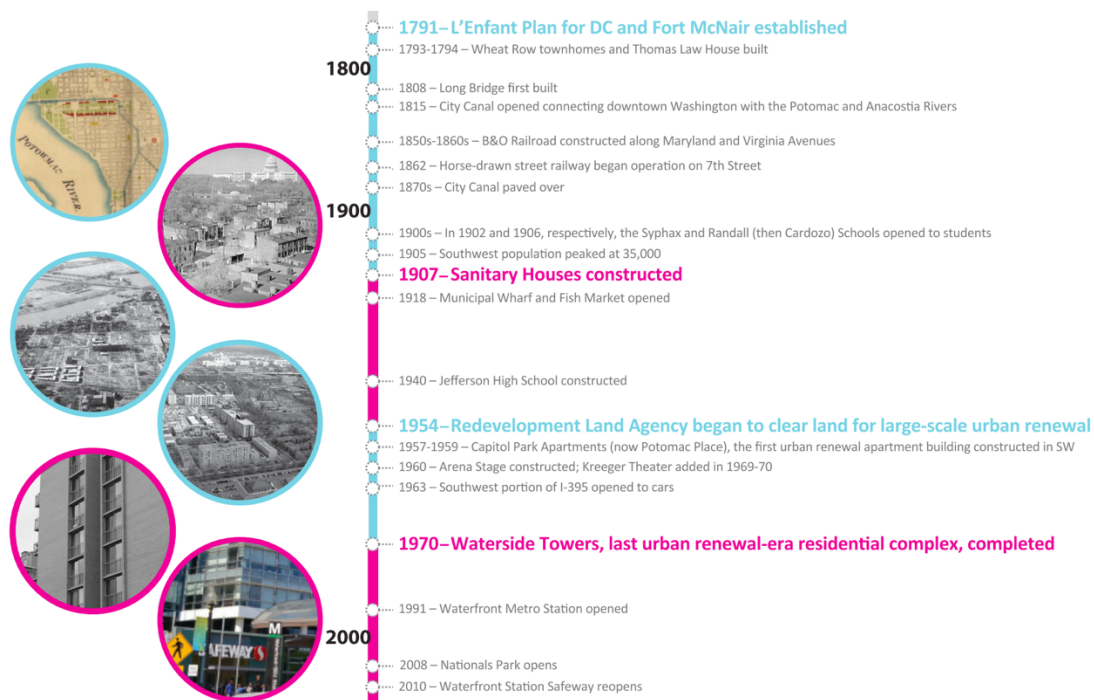 1791– L'Enfant Plan for DC and Fort McNair established
1793-1794 – Wheat Row townhomes and Thomas Law House built
1800
1808 – Long Bridge first built
1815 – City Canal opened connecting downtown Washington with the Potomac and Anacostia Rivers
1850s-1860s – B&O Railroad constructed along Maryland and Virginia Avenues
1862 – Horse-drawn street railway began operation on 7th Street
1870s – City Canal paved over
1900
1900s – In 1902 and 1906, respectively, the Syphax and Randall (then Cardozo) Schools opened to students
1905 – Southwest population peaked at 35,000
1907– Sanitary Houses constructed
1918 – Municipal Wharf and Fish Market opened
1940 – Jefferson High School constructed
1954– Redevelopment Land Agency began to clear land for large-scale urban renewal
1957-1959 – Capitol Park Apartments (now Potomac Place), the first urban renewal apartment building constructed in SW
1960 – Arena Stage constructed; Kreeger Theater added in 1969-70
1963 – Southwest portion of I-395 opened to cars
1970– Waterside Towers, last urban renewal-era residential complex, completed
1991 – Waterfront Metro Station opened
2000
2008 – Nationals Park opens
2010 – Waterfront Station Safeway reopens
POTOWMAC
RIVER.
SAFEWAY
M